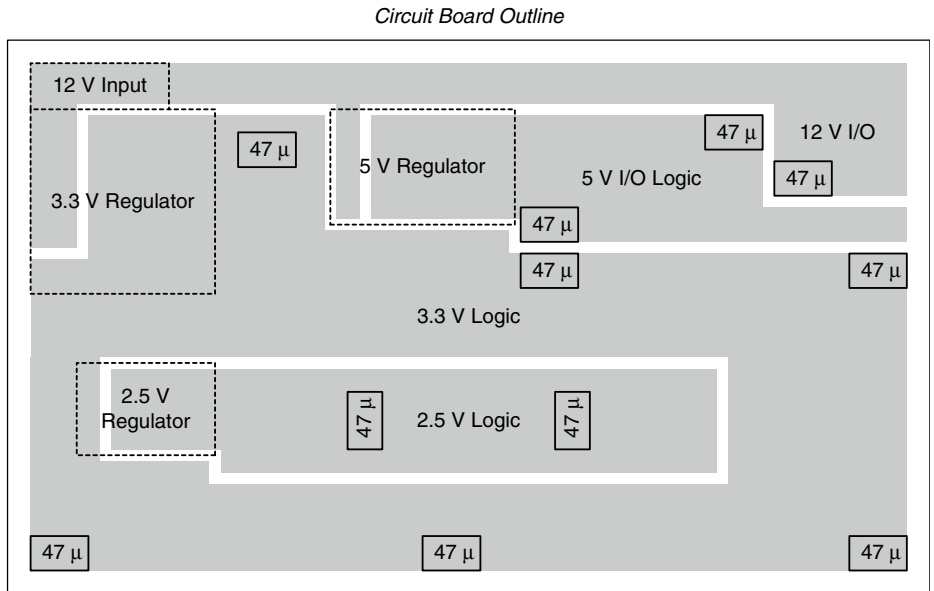 Circuit Board Outline
12 V Input
47 μ
12 V I/O
47 μ
5 V Regulator
5 V I/O Logic
47 μ
3.3 V Regulator
47 μ
47 μ
47 μ
3.3 V Logic
2.5 V
Regulator
47 μ
2.5 V Logic
47 μ
47 μ
47 μ
47 μ